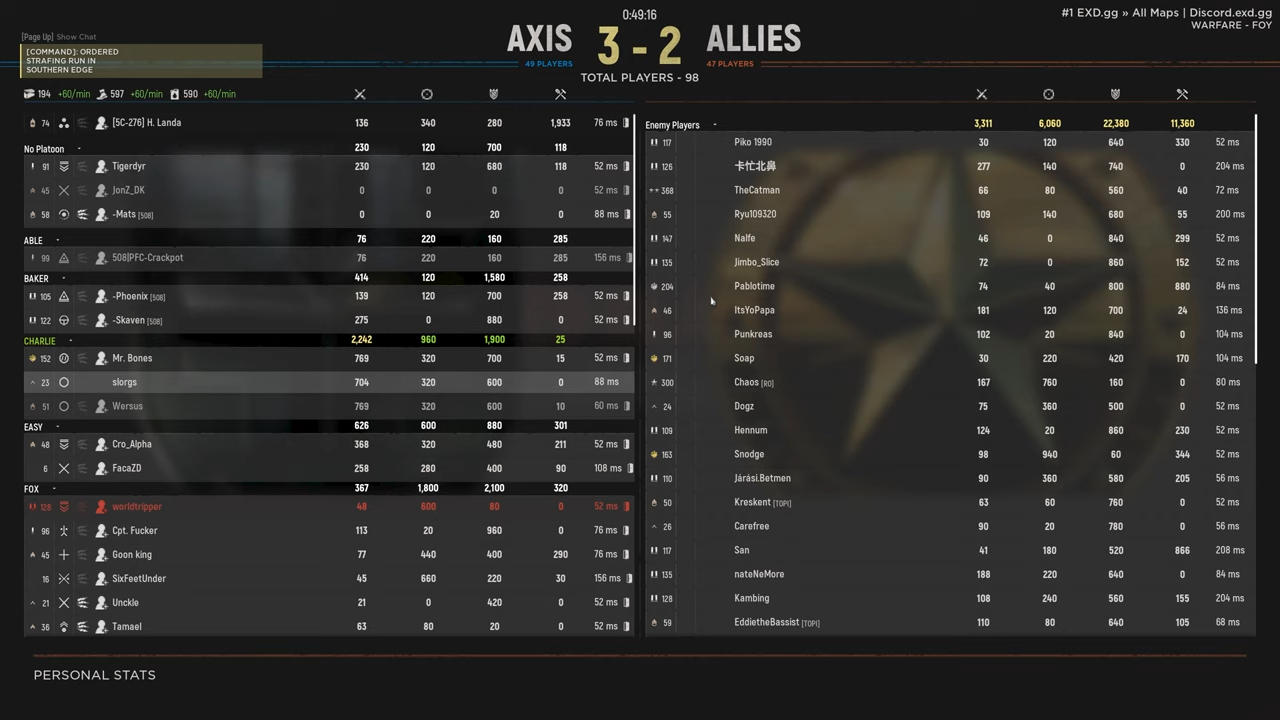 0:49:16
#1 EXD.gg » All Maps | Discord.exd.gg
WARFARE - FOY
[Page Up] Show Chat
[COMMAND]: ORDERED
STRAFING RUN IN
SOUTHERN EDGE
AXIS 3 - 2 ALLIES
49 PLAYERS 47 PLAYERS
TOTAL PLAYERS - 98
194 +60/min 597 +60/min 590 +60/min
74 [5C-276] H. Landa 136 340 280 1,933 76 ms
No Platoon - 230 120 700 118
91 Tigerdyr 230 120 680 118 52 ms
45 JonZ_DK 0 0 0 0 52 ms
58 -Mats [508] 0 0 20 0 88 ms
ABLE - 76 220 160 285
99 508|PFC-Crackpot 76 220 160 285 156 ms
BAKER - 414 120 1,580 258
105 -Phoenix [508] 139 120 700 258 52 ms
122 -Skaven [508] 275 0 880 0 52 ms
CHARLIE - 2,242 960 1,900 25
152 Mr. Bones 769 320 700 15 52 ms
23 slorgs 704 320 600 0 88 ms
51 Wersus 769 320 600 10 60 ms
EASY - 626 600 880 301
48 Cro_Alpha 368 320 480 211 52 ms
6 FacaZD 258 280 400 90 108 ms
FOX - 367 1,800 2,100 320
128 worldtripper 48 600 80 0 52 ms
96 Cpt. Fucker 113 20 960 0 76 ms
45 Goon king 77 440 400 290 76 ms
16 SixFeetUnder 45 660 220 30 156 ms
21 Unckle 21 0 420 0 52 ms
36 Tamael 63 80 20 0 52 ms
Enemy Players - 3,311 6,060 22,380 11,360
117 Piko 1990 30 120 640 330 52 ms
126 卡忙北鼻 277 140 740 0 204 ms
368 TheCatman 66 80 560 40 72 ms
55 Ryu109320 109 140 680 55 200 ms
147 Nalfe 46 0 840 299 52 ms
135 Jimbo_Slice 72 0 860 152 52 ms
204 Pablotime 74 40 800 880 84 ms
46 ItsYoPapa 181 120 700 24 136 ms
96 Punkreas 102 20 840 0 104 ms
171 Soap 30 220 420 170 104 ms
300 Chaos [RO] 167 760 160 0 80 ms
24 Dogz 75 360 500 0 52 ms
109 Hennum 124 20 860 230 52 ms
163 Snodge 98 940 60 344 52 ms
110 Járási.Betmen 90 360 580 205 56 ms
50 Kreskent [TOPI] 63 60 760 0 52 ms
26 Carefree 90 20 780 0 56 ms
117 San 41 180 520 866 208 ms
135 nateNeMore 188 220 640 0 84 ms
128 Kambing 108 240 560 155 204 ms
59 EddietheBassist [TOPI] 110 80 640 105 68 ms
PERSONAL STATS